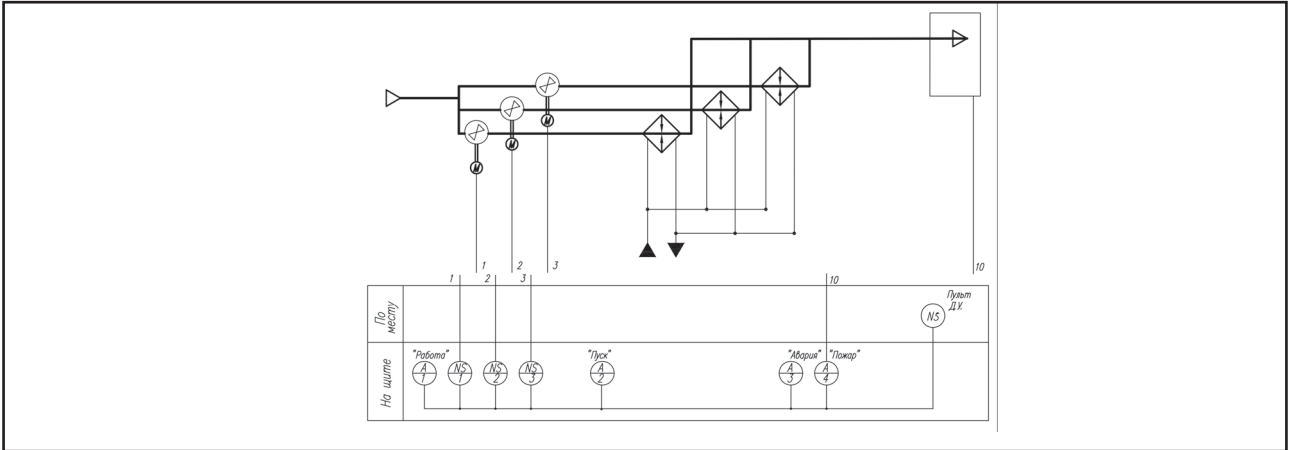 М
М
М
1
2
3
10
1
2
3
10
По
месту
Пульт
Д.У.
NS
На щите
"Работа"
"Пуск"
"Авария"
"Пожар"
A
1
NS
1
NS
2
NS
3
A
2
A
3
A
4